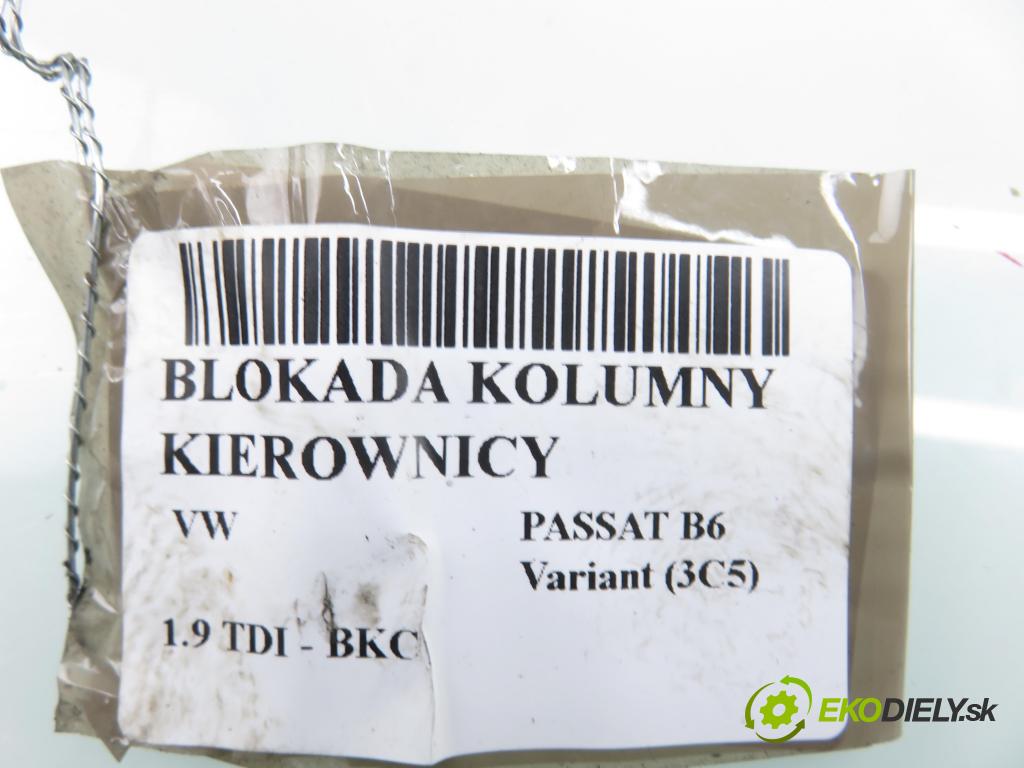 BLOKADA KOLUMNY
KIEROWNICY
VW
PASSAT B6
Variant (3C5)
1.9 TDI - BKC
EKODIELY.sk